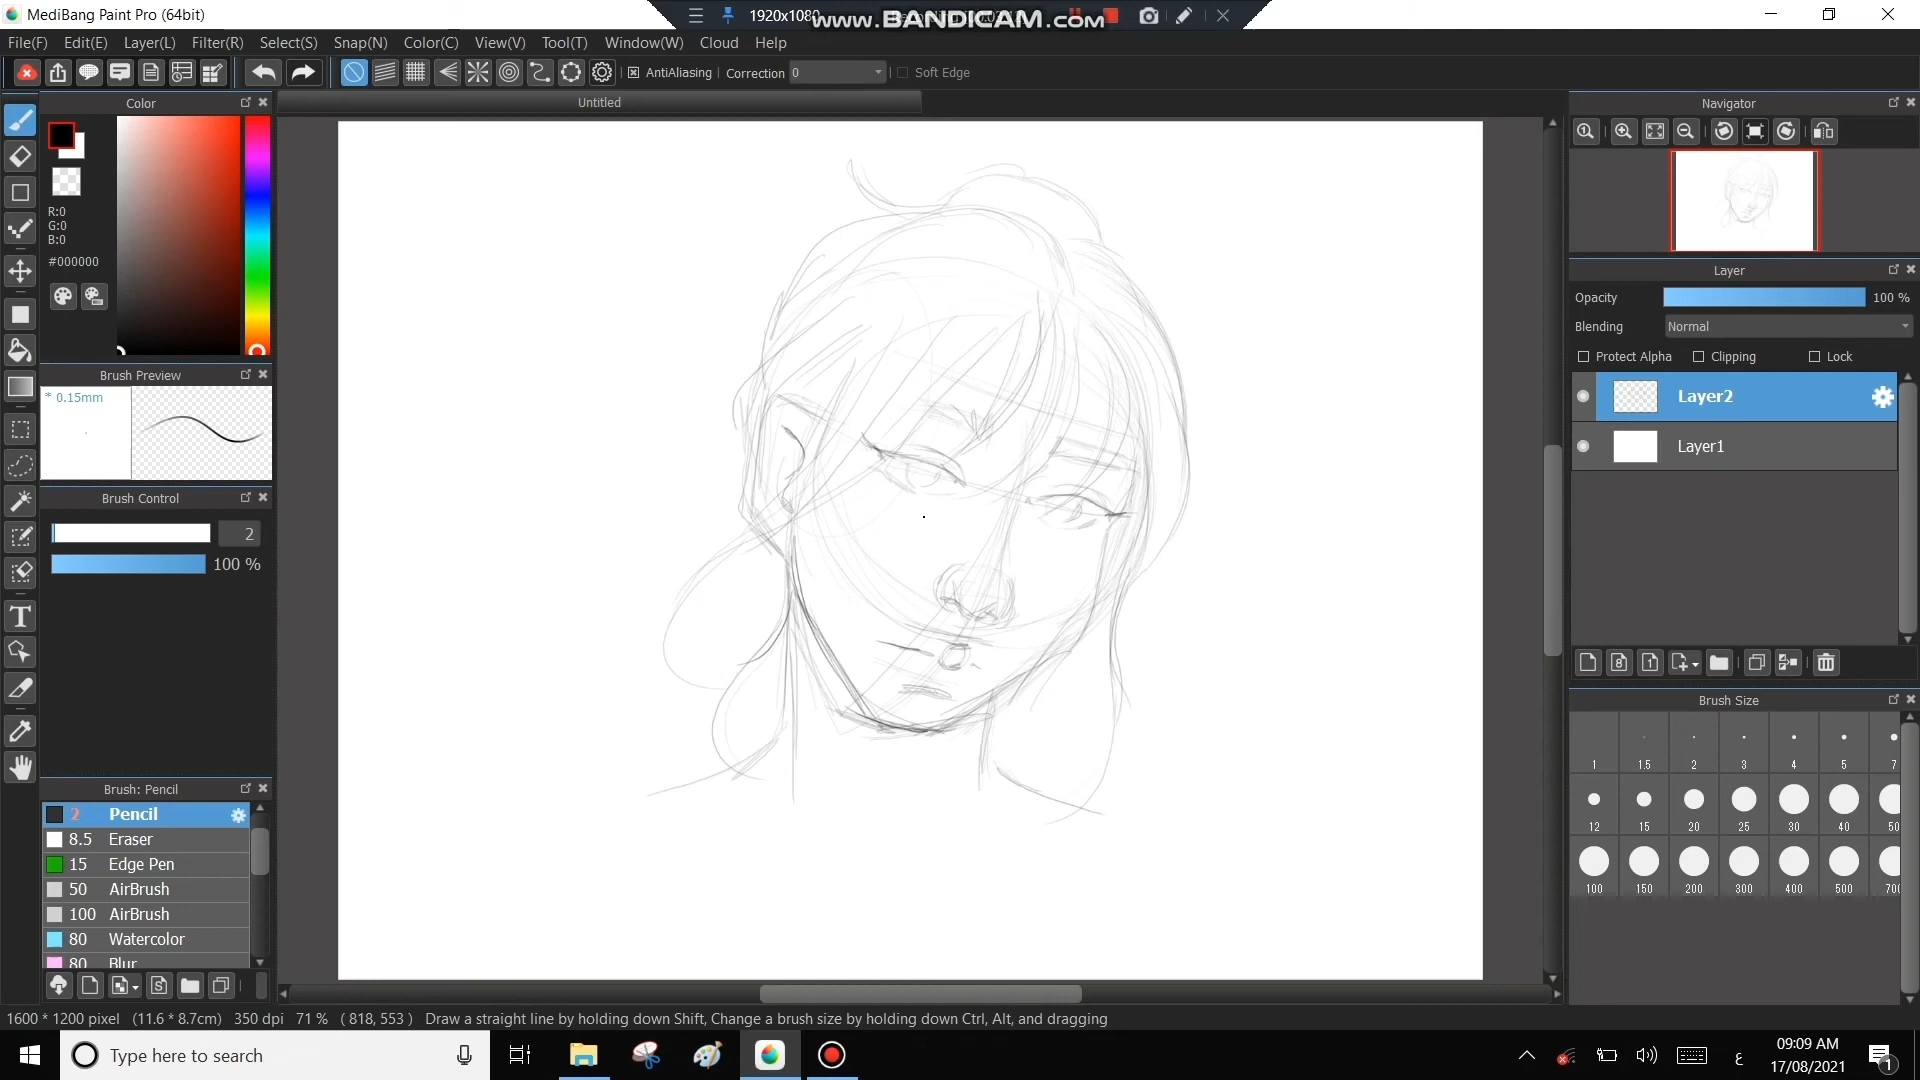 MediBang Paint Pro (64bit)
1920x1080
www.BANDICAM.com
File(F) Edit(E) Layer(L) Filter(R) Select(S) Snap(N) Color(C) View(V) Tool(T) Window(W) Cloud Help
AntiAliasing Correction 0 Soft Edge
Color
Untitled
Navigator
R:0
G:0
B:0
#000000
Layer
Opacity 100 %
Blending Normal
Protect Alpha Clipping Lock
Layer2
Layer1
Brush Preview
* 0.15mm
Brush Control
2
100 %
Brush: Pencil
2 Pencil
8.5 Eraser
15 Edge Pen
50 AirBrush
100 AirBrush
80 Watercolor
80 Blur
Brush Size
1 1.5 2 3 4 5 7
12 15 20 25 30 40 50
100 150 200 300 400 500 700
1600 * 1200 pixel (11.6 * 8.7cm) 350 dpi 71 % ( 818, 553 ) Draw a straight line by holding down Shift, Change a brush size by holding down Ctrl, Alt, and dragging
Type here to search
ع
09:09 AM
17/08/2021
1